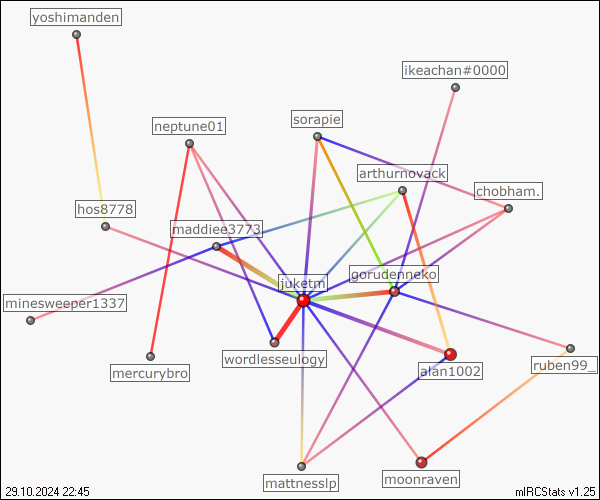 yoshimanden
ikeachan#0000
sorapie
neptune01
arthurnovack
chobham.
hos8778
maddiee3773
gorudenneko
juketm
minesweeper1337
wordlesseulogy
ruben99_
mercurybro
alan1002
mattnesslp
moonraven
29.10.2024 22:45
mIRCStats v1.25